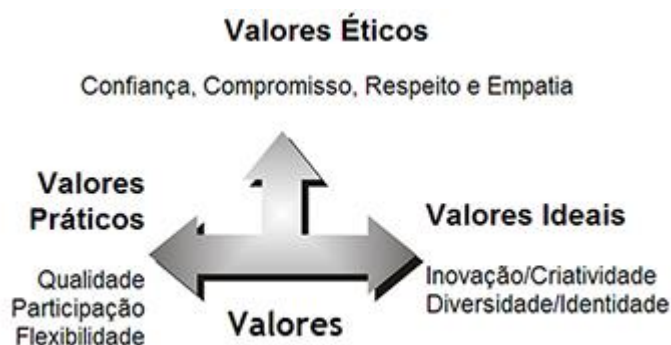 Valores Éticos
Confiança, Compromisso, Respeito e Empatia
Valores
Práticos
Qualidade
Participação
Flexibilidade
Valores Ideais
Inovação/Criatividade
Diversidade/Identidade
Valores